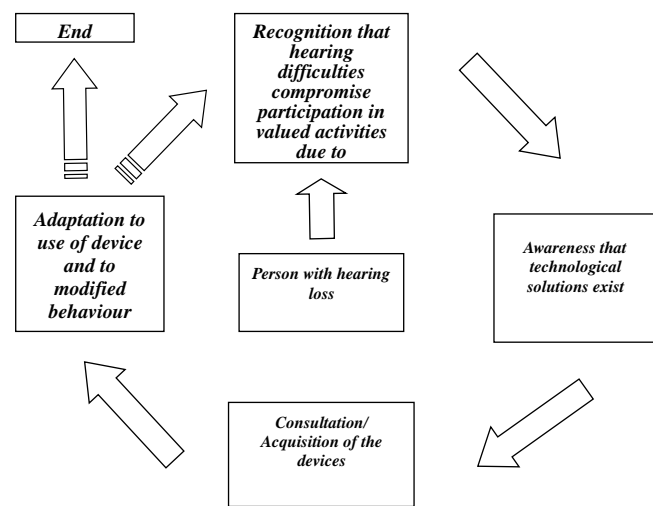 End
Recognition that
hearing
difficulties
compromise
participation in
valued activities
due to
Adaptation to
use of device
and to
modified
behaviour
Person with hearing
loss
Awareness that
technological
solutions exist
Consultation/
Acquisition of the
devices